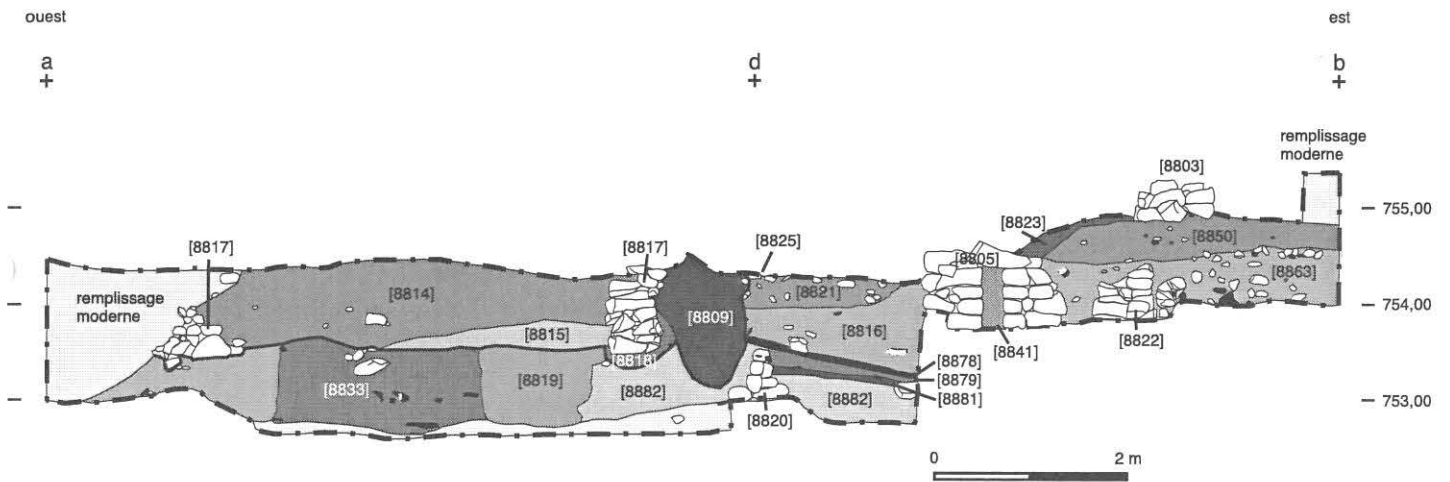 ouest
est
a
d
b
remplissage
moderne
[8803]
755,00
[8823]
[8850]
[8817]
[8817]
[8825]
[8805]
[8863]
[8814]
[8821]
remplissage
moderne
754,00
[8809]
[8815]
[8816]
[8818]
[8841]
[8822]
[8878]
[8833]
[8819]
[8879]
[8882]
[8882]
[8881]
753,00
[8820]
0
2 m